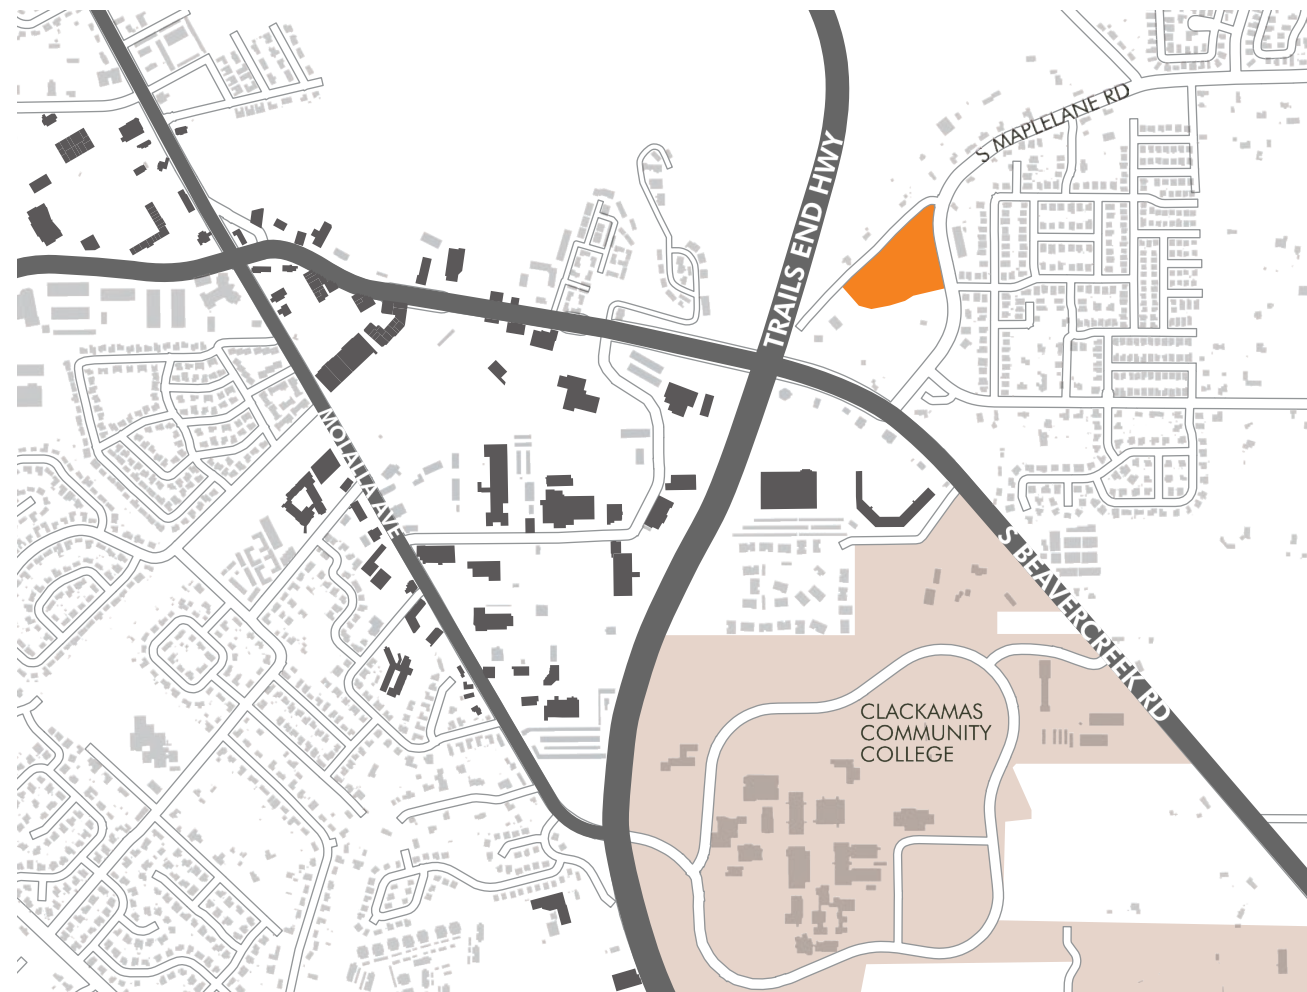 S MAPLELANE RD
TRAILS END HWY
MOLALLA AVE
S BEAVERCREEK RD
CLACKAMAS
COMMUNITY
COLLEGE